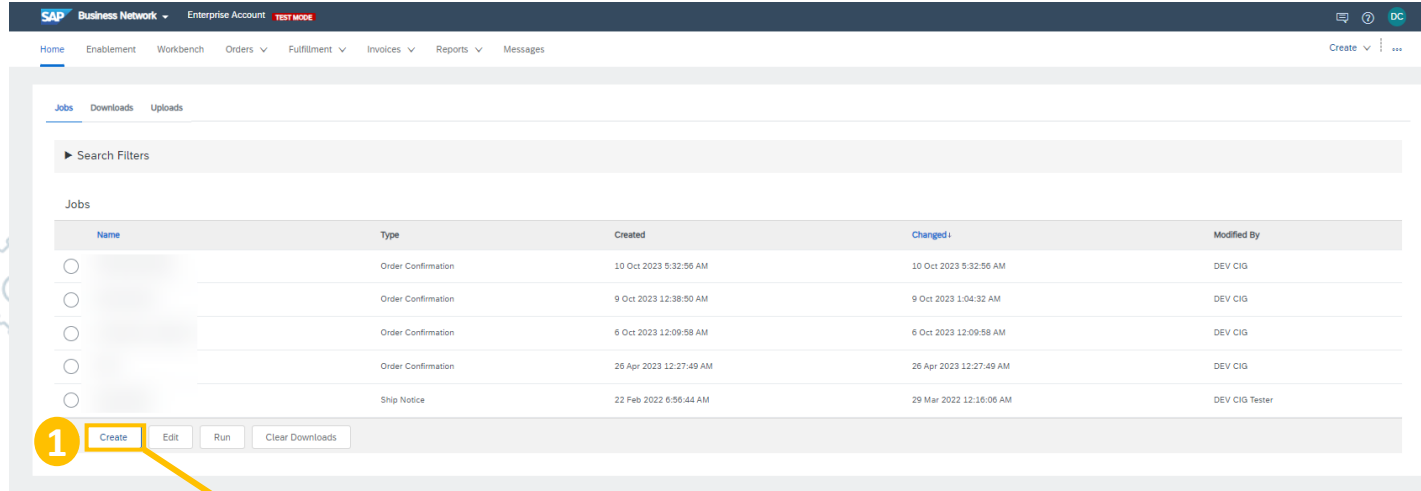 SAP Business Network Enterprise Account TEST MODE DC
Home Enablement Workbench Orders Fulfillment Invoices Reports Messages Create
Jobs Downloads Uploads
Search Filters
Jobs
Name Type Created Changed↓ Modified By
Order Confirmation 10 Oct 2023 5:32:56 AM 10 Oct 2023 5:32:56 AM DEV CIG
Order Confirmation 9 Oct 2023 12:38:50 AM 9 Oct 2023 1:04:32 AM DEV CIG
Order Confirmation 6 Oct 2023 12:09:58 AM 6 Oct 2023 12:09:58 AM DEV CIG
Order Confirmation 26 Apr 2023 12:27:49 AM 26 Apr 2023 12:27:49 AM DEV CIG
Ship Notice 22 Feb 2022 6:56:44 AM 29 Mar 2022 12:16:06 AM DEV CIG Tester
1 Create Edit Run Clear Downloads